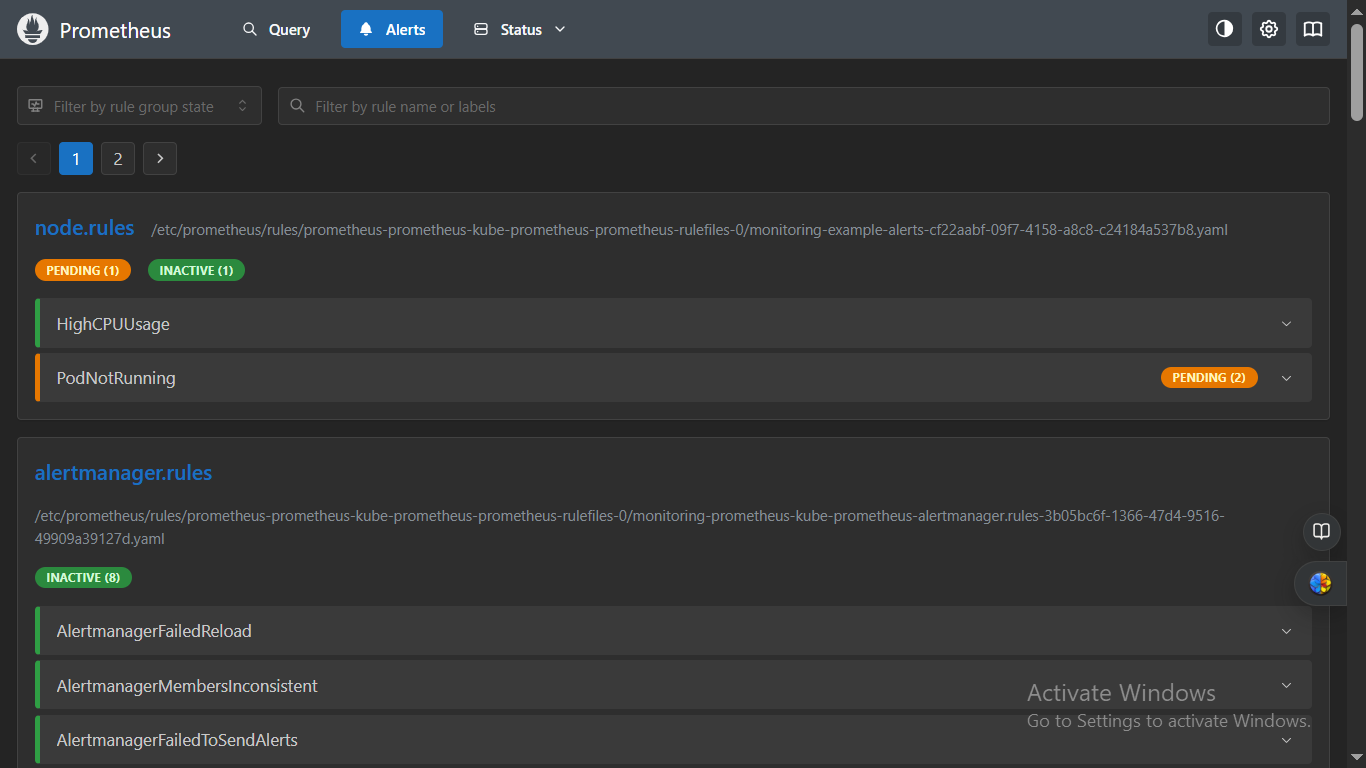 Prometheus Query Alerts Status
Filter by rule group state Filter by rule name or labels
1 2
node.rules /etc/prometheus/rules/prometheus-prometheus-kube-prometheus-prometheus-rulefiles-0/monitoring-example-alerts-cf22aabf-09f7-4158-a8c8-c24184a537b8.yaml
PENDING (1) INACTIVE (1)
HighCPUUsage
PodNotRunning PENDING (2)
alertmanager.rules
/etc/prometheus/rules/prometheus-prometheus-kube-prometheus-prometheus-rulefiles-0/monitoring-prometheus-kube-prometheus-alertmanager.rules-3b05bc6f-1366-47d4-9516-
49909a39127d.yaml
INACTIVE (8)
AlertmanagerFailedReload
AlertmanagerMembersInconsistent
Activate Windows
Go to Settings to activate Windows.
AlertmanagerFailedToSendAlerts